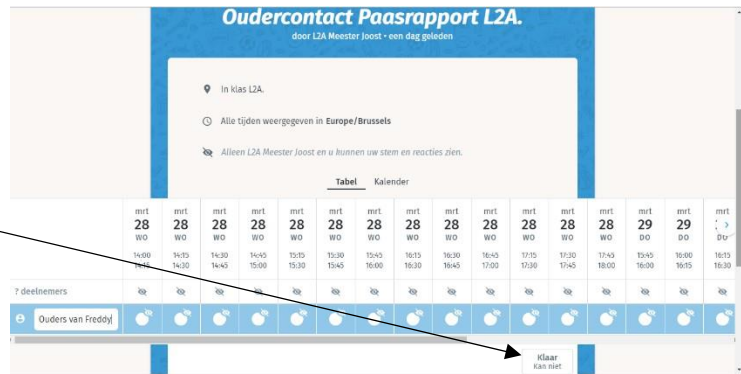 Oudercontact Paasrapport L2A.
door L2A Meester Joost • een dag geleden
In klas L2A.
Alle tijden weergegeven in Europe/Brussels
Alleen L2A Meester Joost en u kunnen uw stem en reacties zien.
Tabel Kalender
mrt mrt mrt mrt mrt mrt mrt mrt mrt mrt mrt mrt mrt mrt mrt mrt
28 28 28 28 28 28 28 28 28 28 28 28 28 29 29
WO WO WO WO WO WO WO WO WO WO WO WO WO DO DO DO
14:00 14:15 14:30 14:45 15:15 15:30 15:45 16:15 16:30 16:45 17:15 17:30 17:45 15:45 16:00 16:15
14:15 14:30 14:45 15:00 15:30 15:45 16:00 16:30 16:45 17:00 17:30 17:45 18:00 16:00 16:15 16:30
? deelnemers
Ouders van Freddy
Klaar
Kan niet